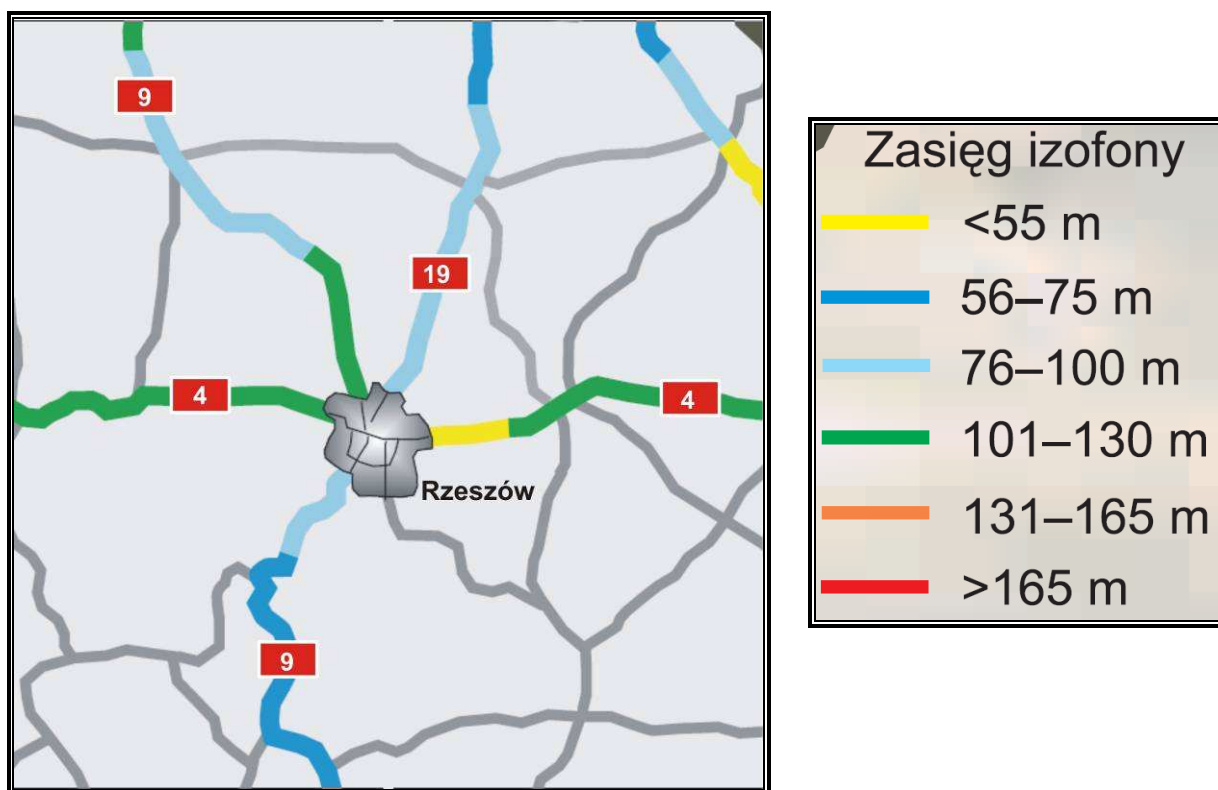 9
19
4
4
Rzeszów
9
Zasięg izofony
<55 m
56–75 m
76–100 m
101–130 m
131–165 m
>165 m